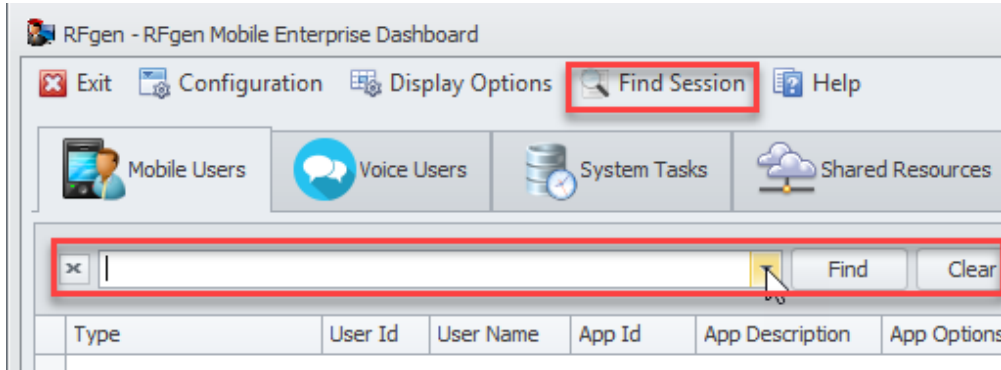 RFgen - RFgen Mobile Enterprise Dashboard
Exit Configuration Display Options Find Session Help
Mobile Users Voice Users System Tasks Shared Resources
Find Clear
Type User Id User Name App Id App Description App Options